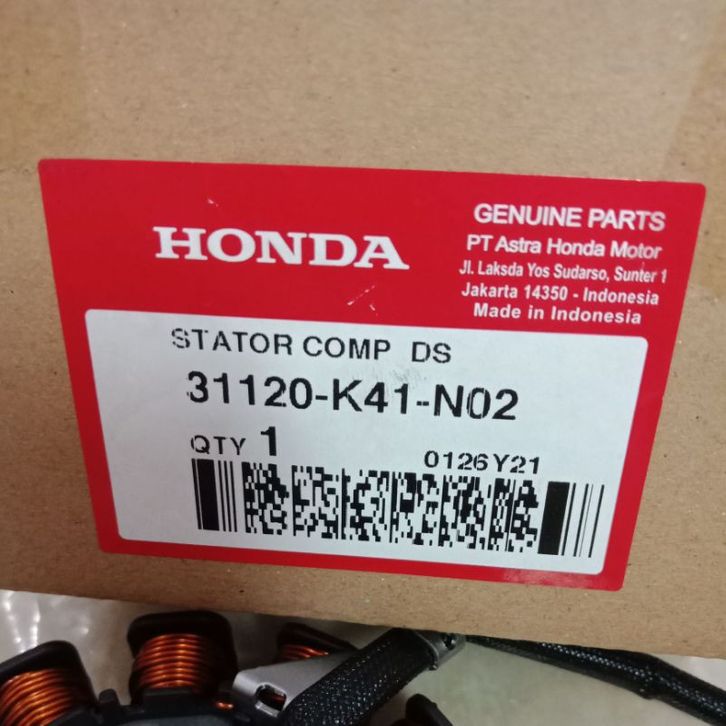 HONDA
GENUINE PARTS
PT Astra Honda Motor
Jl. Laksda Yos Sudarso, Sunter 1
Jakarta 14350 - Indonesia
Made in Indonesia
STATOR COMP DS
31120-K41-N02
QTY 1
0126Y21